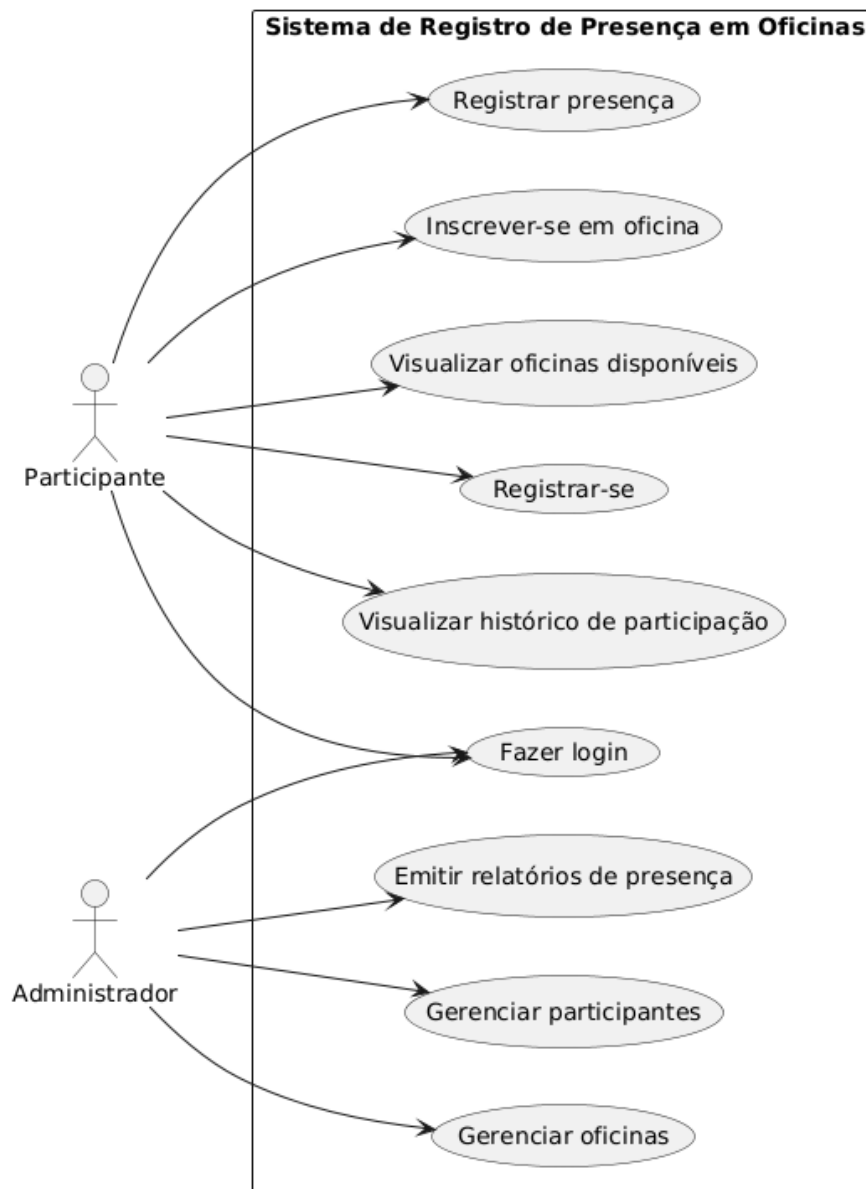 Sistema de Registro de Presença em Oficinas
Registrar presença
Inscrever-se em oficina
Visualizar oficinas disponíveis
Participante
Registrar-se
Visualizar histórico de participação
Fazer login
Emitir relatórios de presença
Administrador
Gerenciar participantes
Gerenciar oficinas